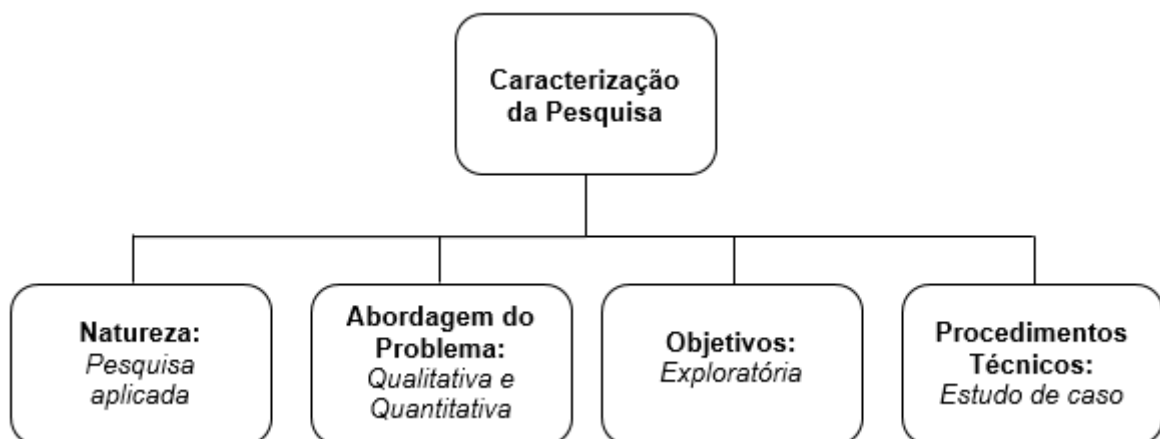 Caracterização
da Pesquisa
Natureza:
Pesquisa
aplicada
Abordagem do
Problema:
Qualitativa e
Quantitativa
Objetivos:
Exploratória
Procedimentos
Técnicos:
Estudo de caso